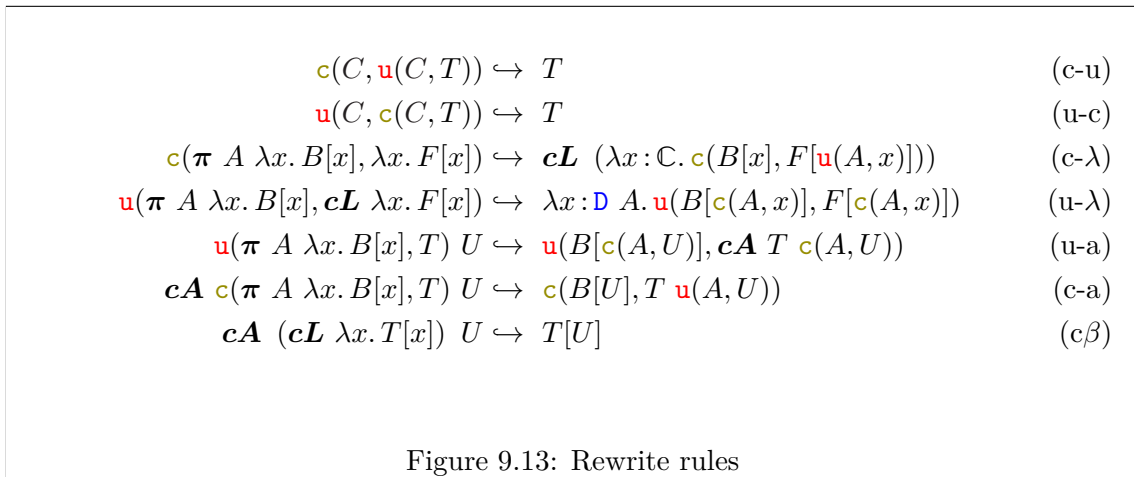 c(C, u(C, T)) ↪ T (c-u)
u(C, c(C, T)) ↪ T (u-c)
c(π A λx. B[x], λx. F[x]) ↪ cL (λx : ℂ. c(B[x], F[u(A, x)])) (c-λ)
u(π A λx. B[x], cL λx. F[x]) ↪ λx : D A. u(B[c(A, x)], F[c(A, x)]) (u-λ)
u(π A λx. B[x], T) U ↪ u(B[c(A, U)], cA T c(A, U)) (u-a)
cA c(π A λx. B[x], T) U ↪ c(B[U], T u(A, U)) (c-a)
cA (cL λx. T[x]) U ↪ T[U] (cβ)
Figure 9.13: Rewrite rules